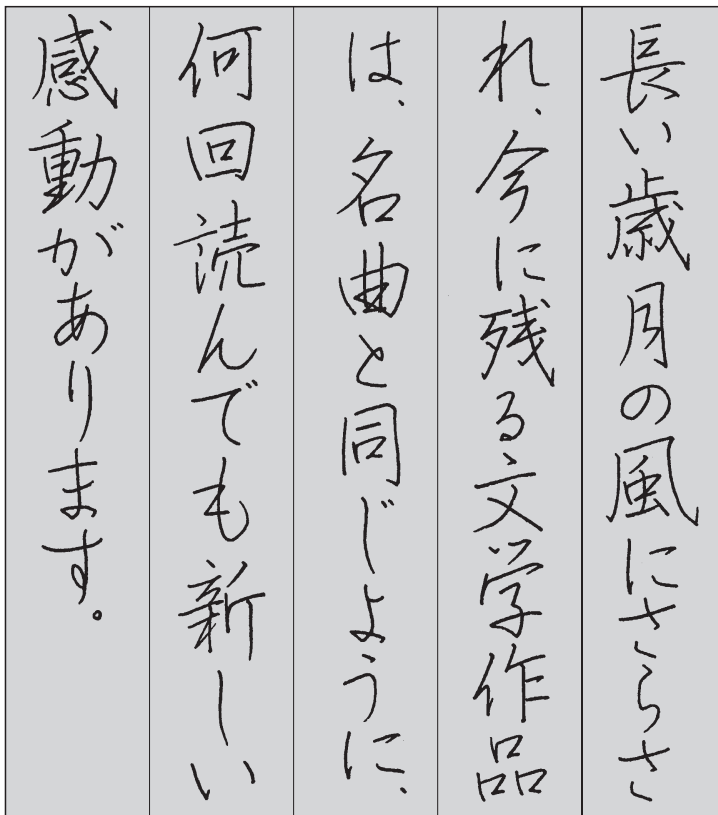 長い歳月の風にさらさ
れ、今に残る文学作品
は、名曲と同じように、
何回読んでも新しい
感動があります。